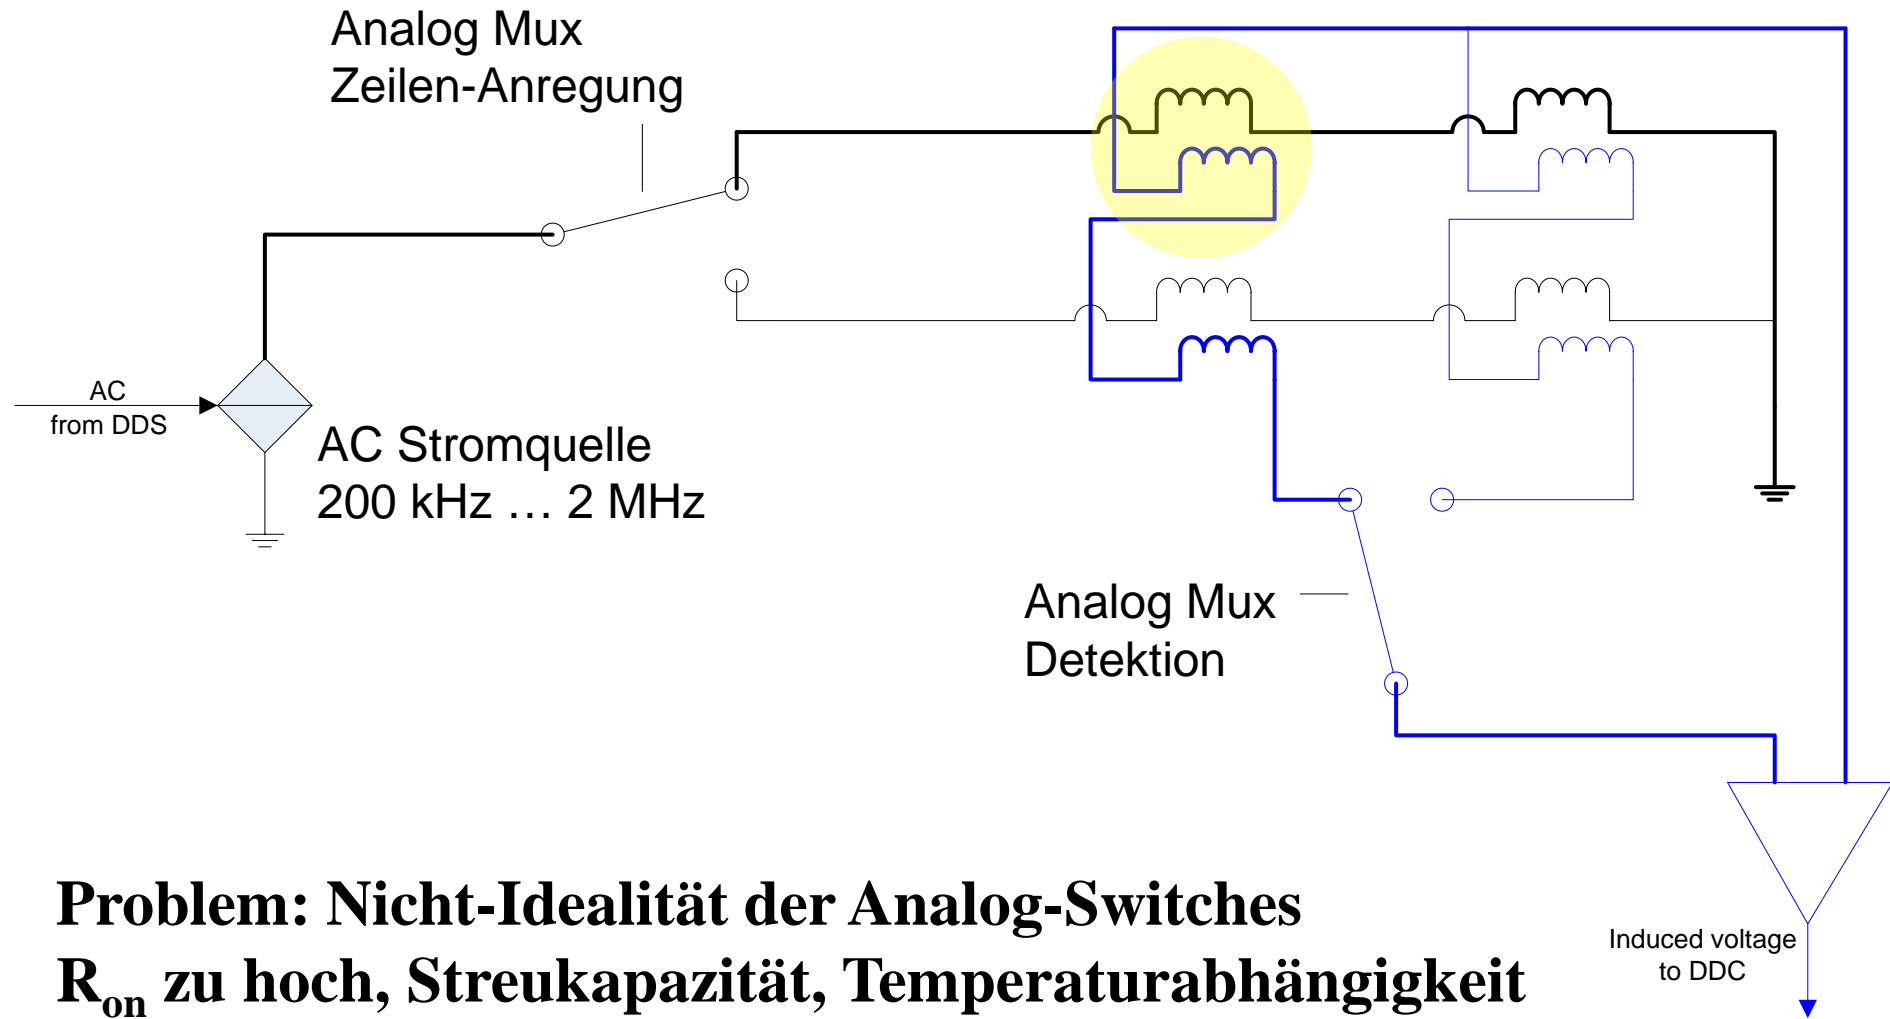 Analog Mux
Zeilen-Anregung
AC
from DDS
AC Stromquelle
200 kHz … 2 MHz
Analog Mux
Detektion
Induced voltage
to DDC
Problem: Nicht-Idealität der Analog-Switches
Ron zu hoch, Streukapazität, Temperaturabhängigkeit